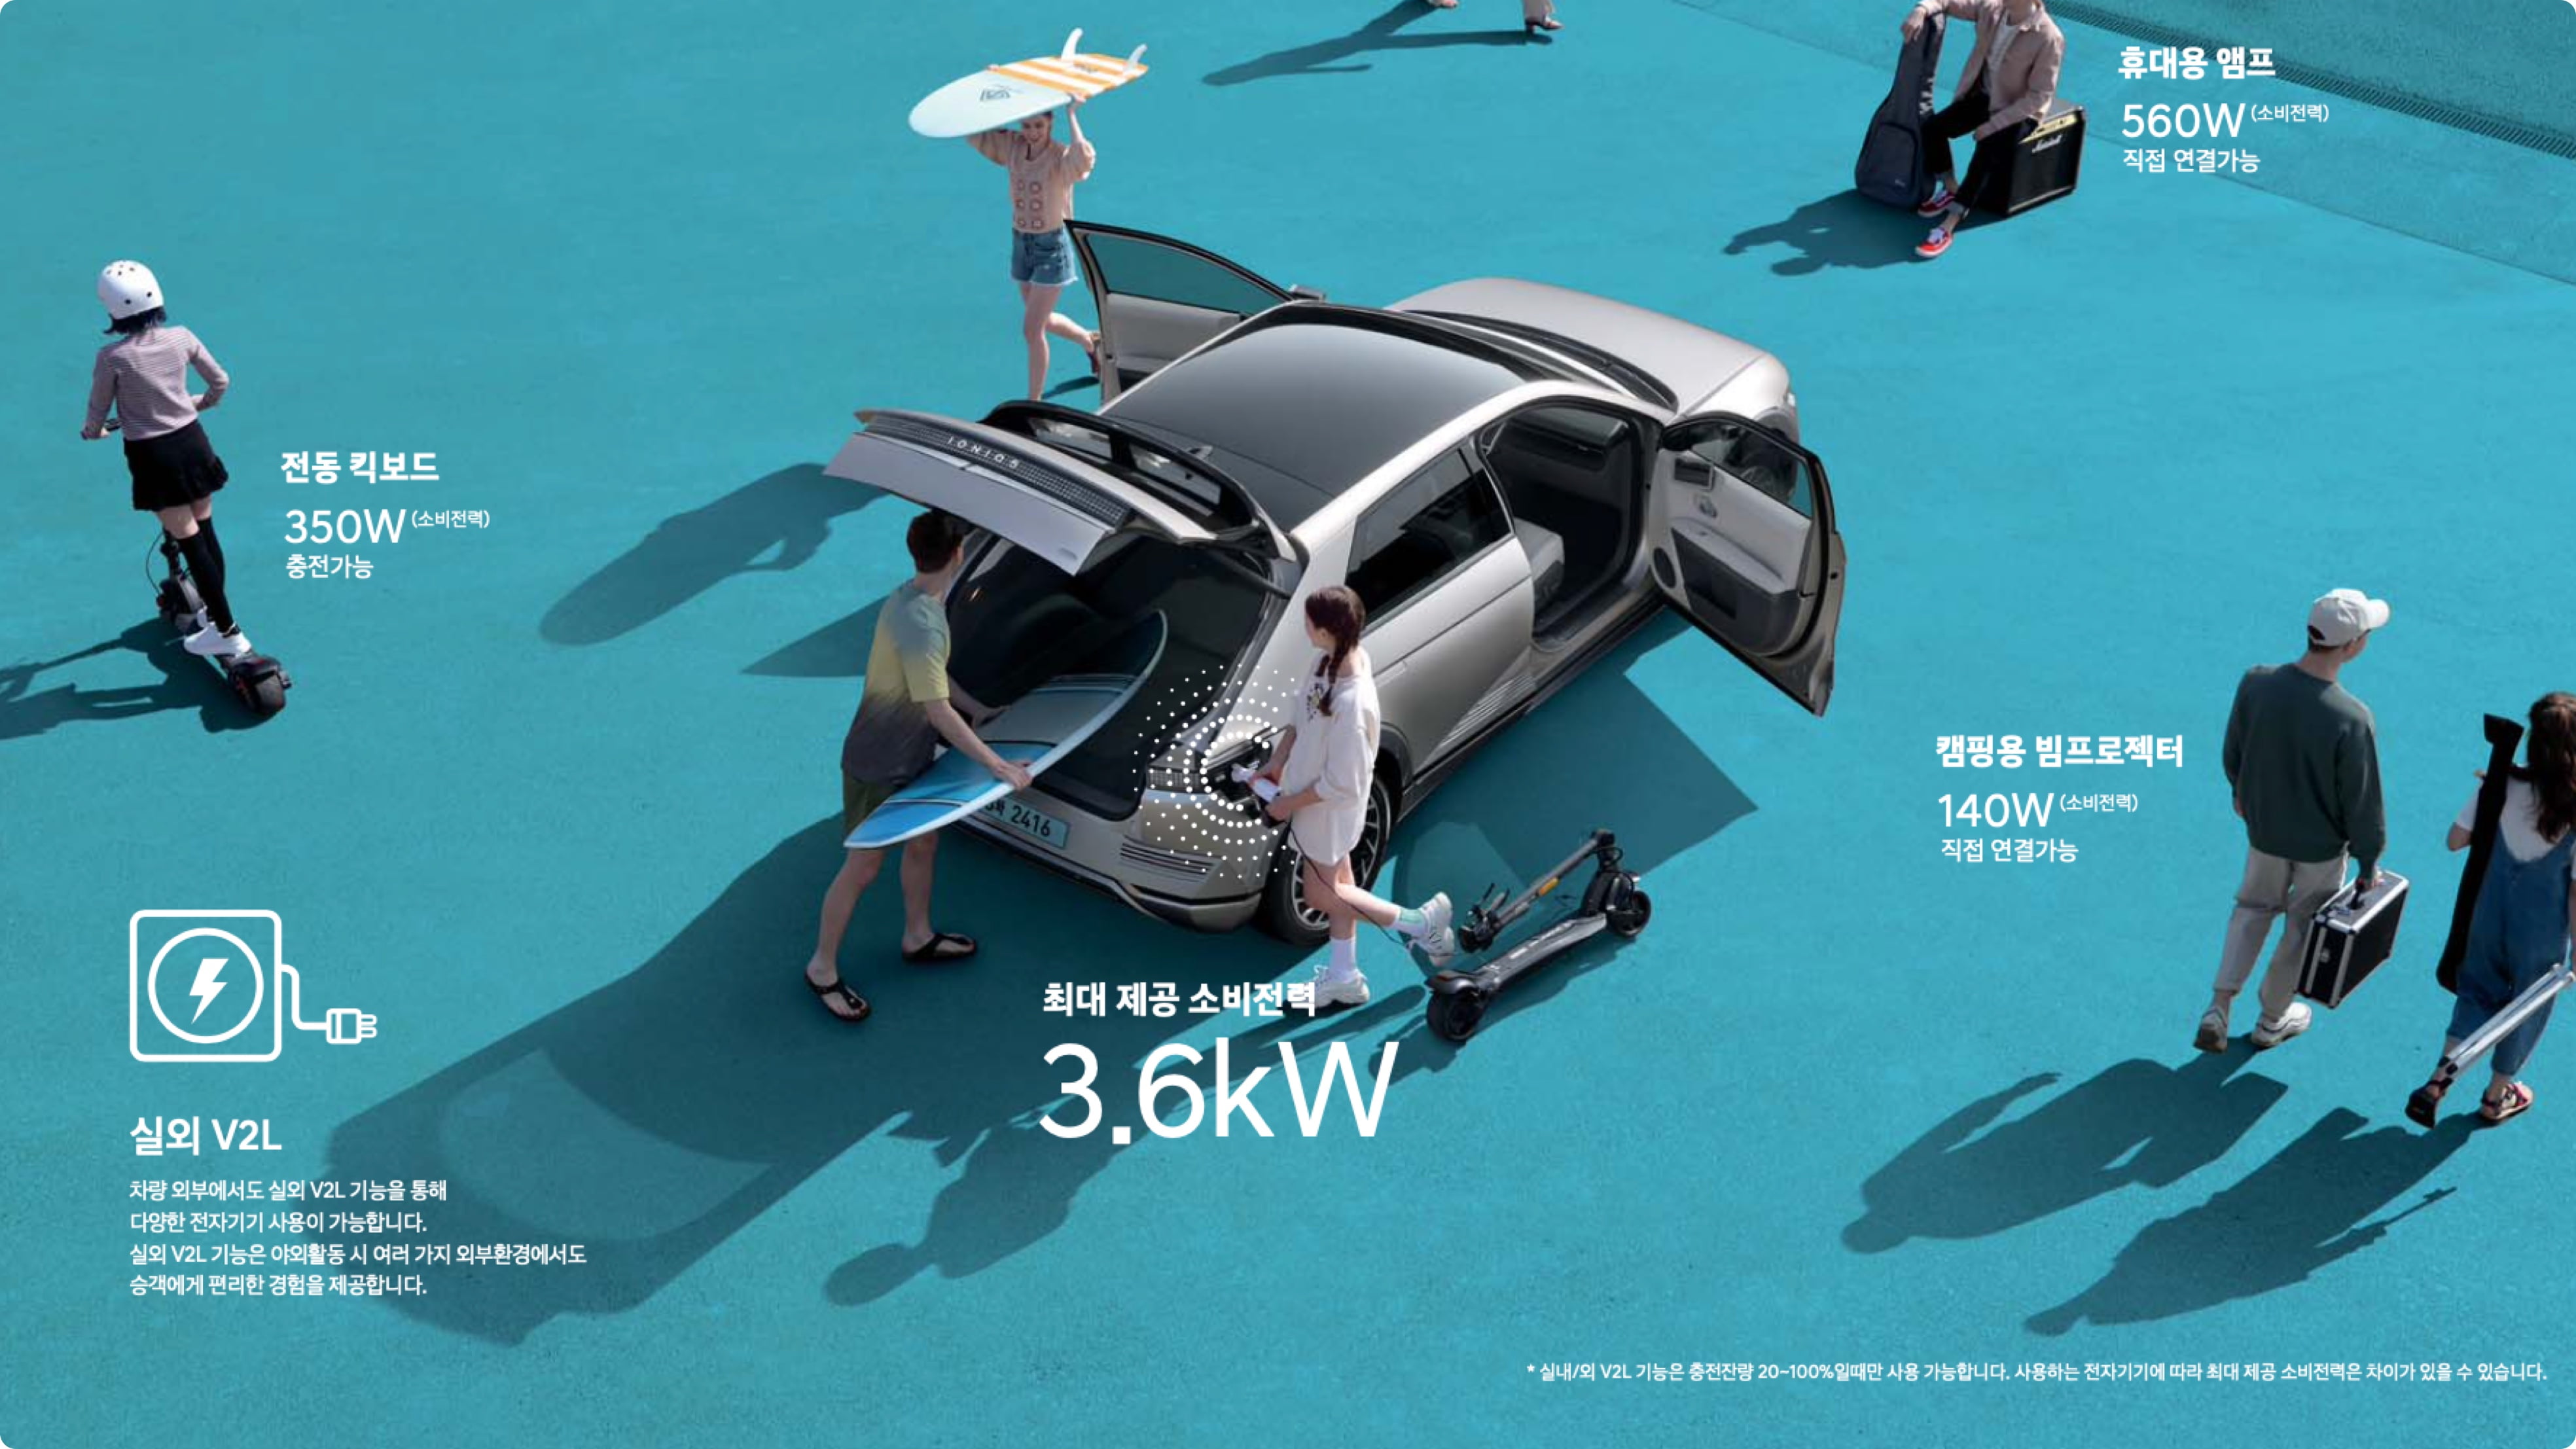 휴대용 앰프
560W (소비전력)
직접 연결가능
Marshall
전동 킥보드
350W (소비전력)
충전가능
IONIQ 5
2416
캠핑용 빔프로젝터
140W (소비전력)
직접 연결가능
최대 제공 소비전력
3.6kW
실외 V2L
차량 외부에서도 실외 V2L 기능을 통해
다양한 전자기기 사용이 가능합니다.
실외 V2L 기능은 야외활동 시 여러 가지 외부환경에서도
승객에게 편리한 경험을 제공합니다.
* 실내/외 V2L 기능은 충전잔량 20~100%일때만 사용 가능합니다. 사용하는 전자기기에 따라 최대 제공 소비전력은 차이가 있을 수 있습니다.